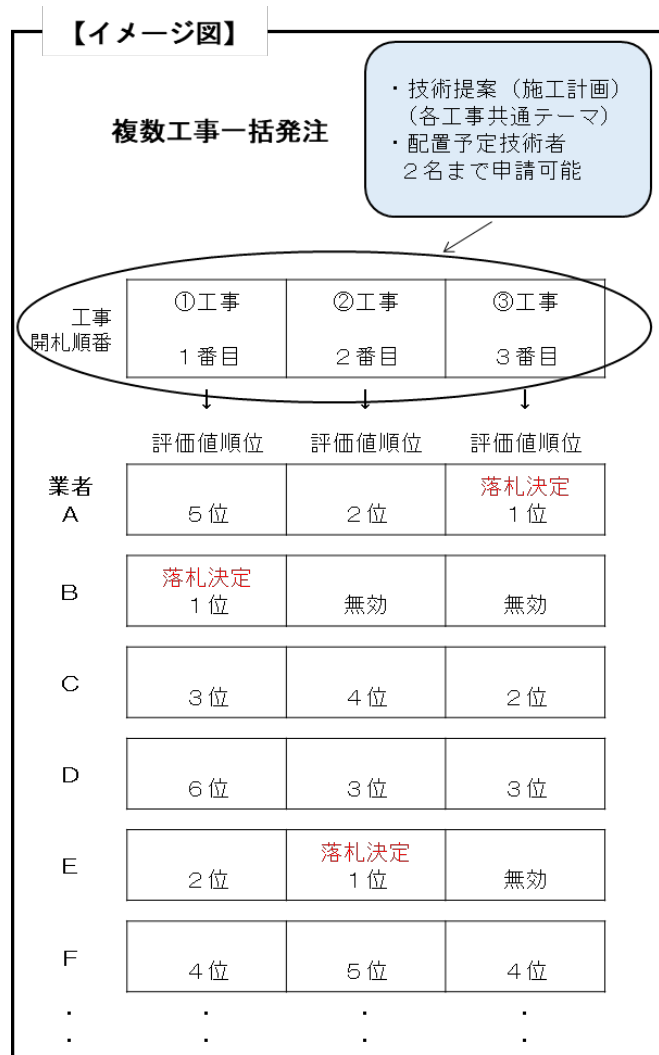 【イメージ図】
・技術提案（施工計画）
（各工事共通テーマ）
・配置予定技術者
２名まで申請可能
複数工事一括発注
工事
開札順番
①工事 ②工事 ③工事
１番目 ２番目 ３番目
↓ ↓ ↓
評価値順位 評価値順位 評価値順位
業者
A
５位 ２位 落札決定
１位
B
落札決定
１位 無効 無効
C
３位 ４位 ２位
D
６位 ３位 ３位
E
２位 落札決定
１位 無効
F
４位 ５位 ４位
・ ・ ・ ・
・ ・ ・ ・